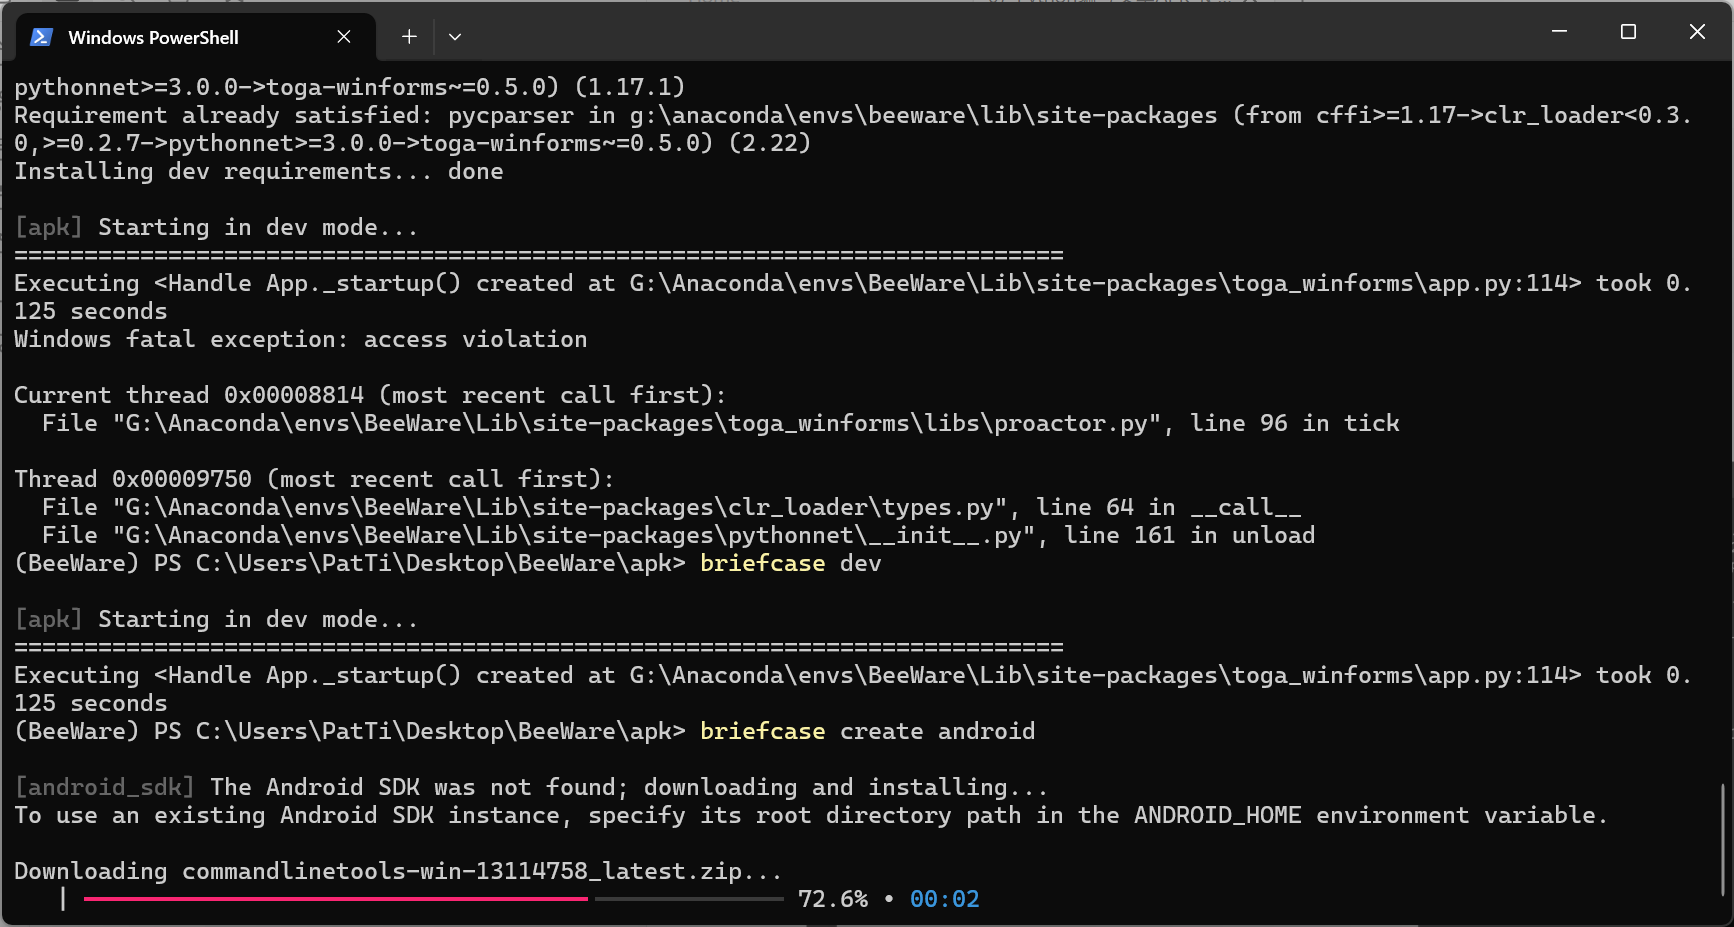 Windows PowerShell
pythonnet>=3.0.0->toga-winforms~=0.5.0) (1.17.1)
Requirement already satisfied: pycparser in g:\anaconda\envs\beeware\lib\site-packages (from cffi>=1.17->clr_loader<0.3.
0,>=0.2.7->pythonnet>=3.0.0->toga-winforms~=0.5.0) (2.22)
Installing dev requirements... done
[apk] Starting in dev mode...
===========================================================================
Executing <Handle App._startup() created at G:\Anaconda\envs\BeeWare\Lib\site-packages\toga_winforms\app.py:114> took 0.
125 seconds
Windows fatal exception: access violation
Current thread 0x00008814 (most recent call first):
  File "G:\Anaconda\envs\BeeWare\Lib\site-packages\toga_winforms\libs\proactor.py", line 96 in tick
Thread 0x00009750 (most recent call first):
  File "G:\Anaconda\envs\BeeWare\Lib\site-packages\clr_loader\types.py", line 64 in __call__
  File "G:\Anaconda\envs\BeeWare\Lib\site-packages\pythonnet\__init__.py", line 161 in unload
(BeeWare) PS C:\Users\PatTi\Desktop\BeeWare\apk> briefcase dev
[apk] Starting in dev mode...
===========================================================================
Executing <Handle App._startup() created at G:\Anaconda\envs\BeeWare\Lib\site-packages\toga_winforms\app.py:114> took 0.
125 seconds
(BeeWare) PS C:\Users\PatTi\Desktop\BeeWare\apk> briefcase create android
[android_sdk] The Android SDK was not found; downloading and installing...
To use an existing Android SDK instance, specify its root directory path in the ANDROID_HOME environment variable.
Downloading commandlinetools-win-13114758_latest.zip...
72.6% • 00:02